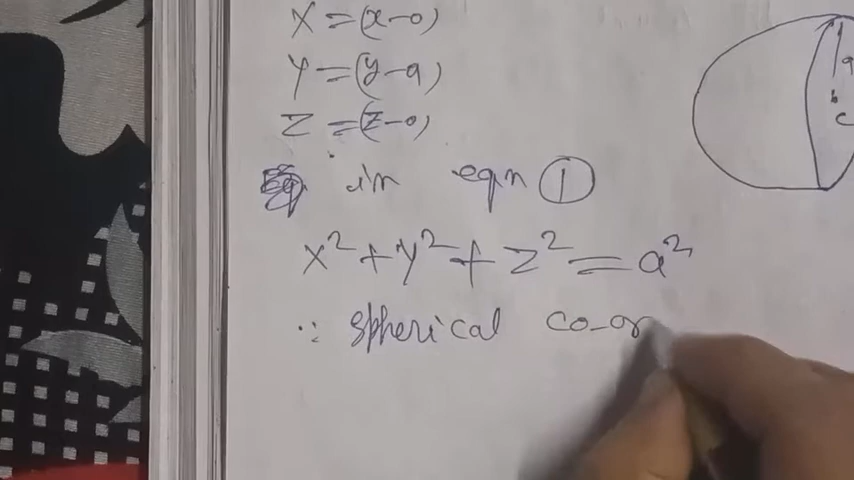 X = (x-0)
Y = (y-a)
Z = (z-0)
in eqn 1
x² + y² + z² = a²
∴ spherical co-or
a
c